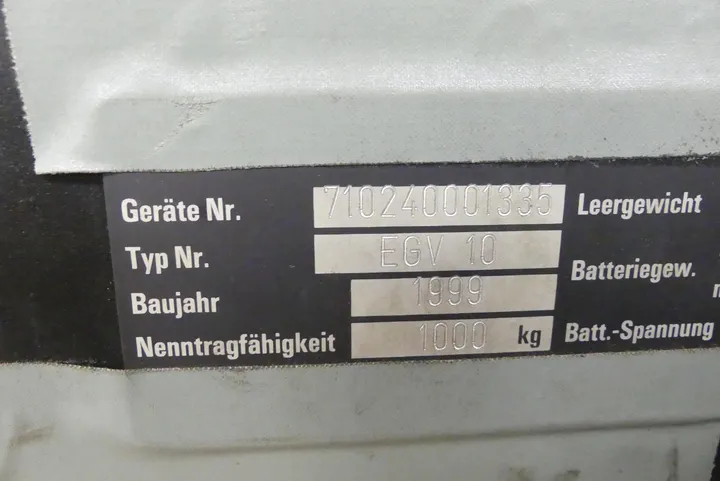 Geräte Nr. 710240001335 Leergewicht
Typ Nr. EGV 10
Batteriegew.
Baujahr 1999
Nenntragfähigkeit 1000 kg Batt.-Spannung